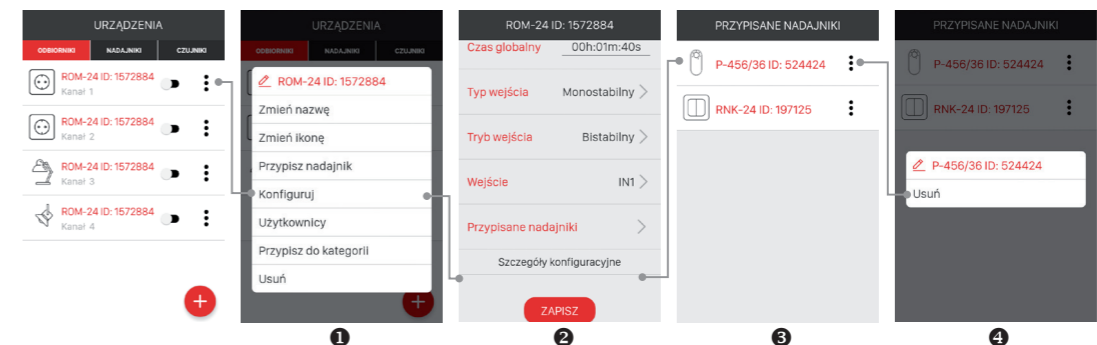 URZĄDZENIA
ODBIORNIKI NADAJNIKI CZUJNIKI
ROM-24 ID: 1572884
Kanał 1
ROM-24 ID: 1572884
Kanał 2
ROM-24 ID: 1572884
Kanał 3
ROM-24 ID: 1572884
Kanał 4
+
URZĄDZENIA
ODBIORNIKI NADAJNIKI CZUJNIKI
ROM-24 ID: 1572884
Zmień nazwę
Zmień ikonę
Przypisz nadajnik
Konfiguruj
Użytkownicy
Przypisz do kategorii
Usuń
+
❶
ROM-24 ID: 1572884
Czas globalny 00h:01m:40s
Typ wejścia Monostabilny >
Tryb wejścia Bistabilny >
Wejście IN1 >
Przypisane nadajniki >
Szczegóły konfiguracyjne
ZAPISZ
❷
PRZYPISANE NADAJNIKI
P-456/36 ID: 524424
RNK-24 ID: 197125
❸
PRZYPISANE NADAJNIKI
P-456/36 ID: 524424
RNK-24 ID: 197125
P-456/36 ID: 524424
Usuń
❹